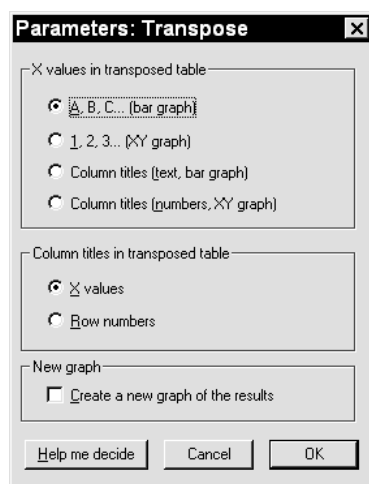 Parameters: Transpose
X values in transposed table
A, B, C... (bar graph)
1, 2, 3... (XY graph)
Column titles (text, bar graph)
Column titles (numbers, XY graph)
Column titles in transposed table
X values
Row numbers
New graph
Create a new graph of the results
Help me decide Cancel OK